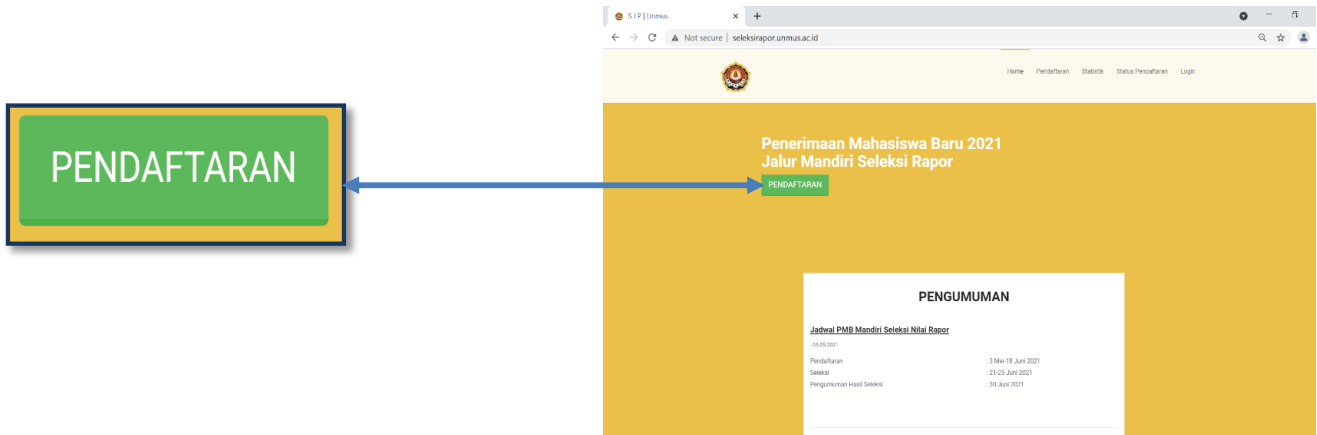 PENDAFTARAN
S I P | Unmus
Not secure | seleksirapor.unmus.ac.id
Home Pendaftaran Statistik Status Pendaftaran Login
Penerimaan Mahasiswa Baru 2021
Jalur Mandiri Seleksi Rapor
PENDAFTARAN
PENGUMUMAN
Jadwal PMB Mandiri Seleksi Nilai Rapor
- 05-05-2021
Pendaftaran : 3 Mei-18 Juni 2021
Seleksi : 21-25 Juni 2021
Pengumuman Hasil Seleksi : 30 Juni 2021